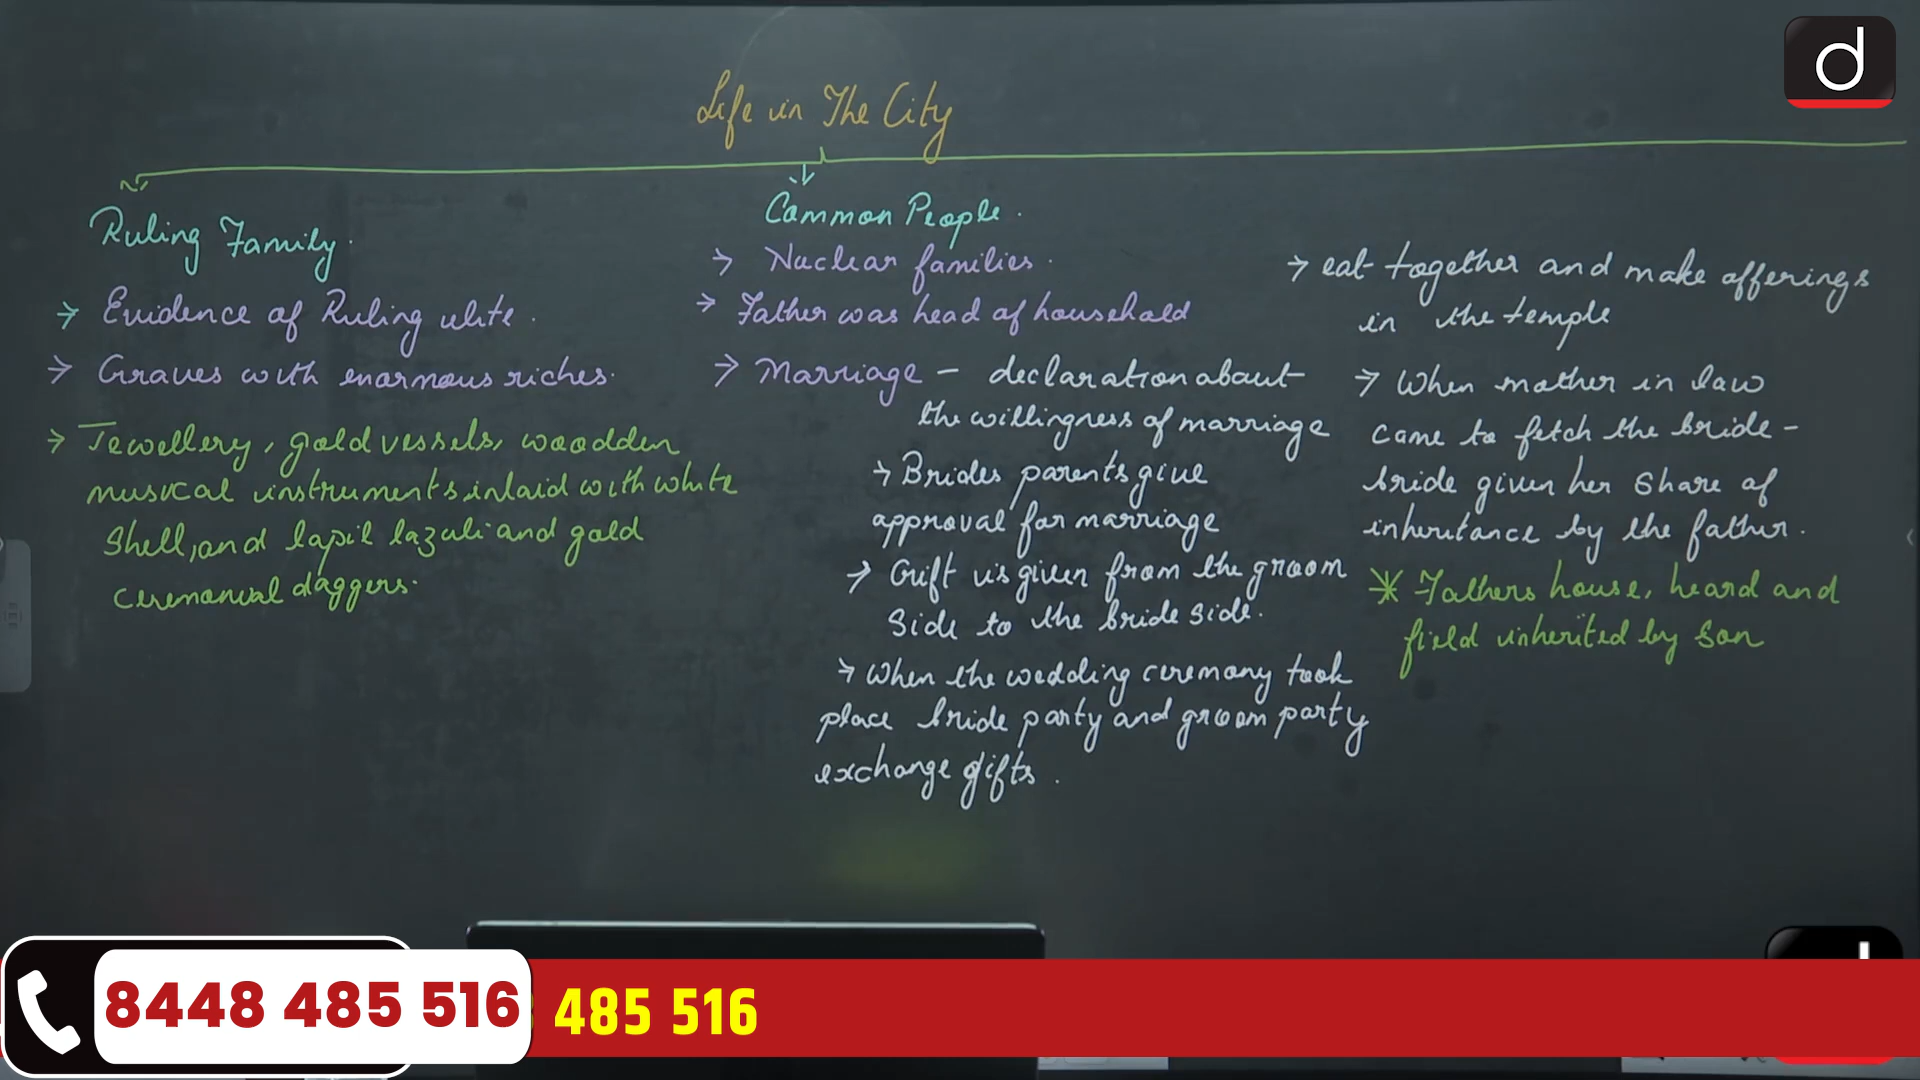 Life in The City
Ruling Family.
→ Evidence of Ruling elite.
→ Graves with enormous riches.
→ Jewellery, gold vessels, wooden
musical instruments inlaid with white
shell, and lapil lazuli and gold
ceremonial daggers.
Common People.
→ Nuclear families.
→ Father was head of household
→ Marriage - declaration about
the willingness of marriage
→ Brides parents give
approval for marriage
→ Gift is given from the groom
side to the bride side.
→ When the wedding ceremony took
place bride party and groom party
exchange gifts.
→ eat together and make offerings
in the temple
→ When mother in law
came to fetch the bride -
bride given her share of
inheritance by the father.
* Fathers house, heard and
field inherited by son
d
8448 485 516
485 516